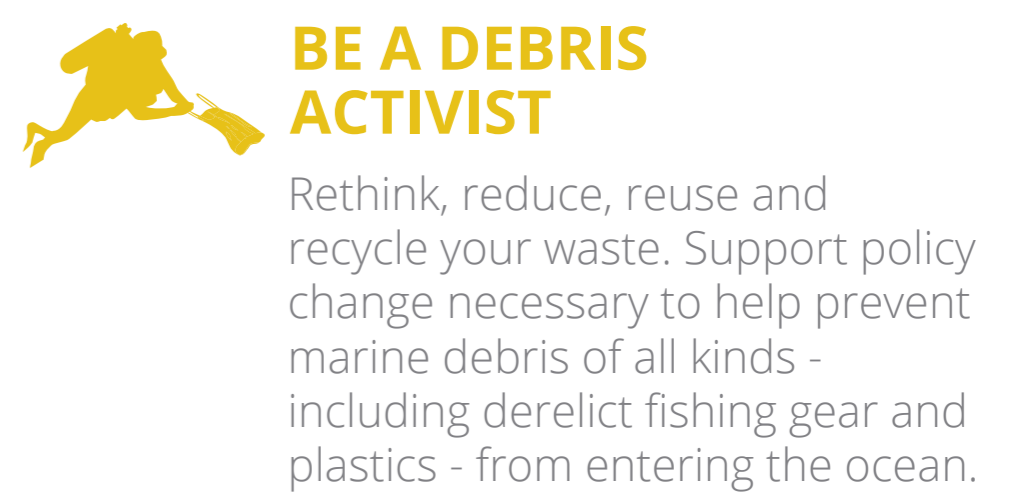 BE A DEBRIS
ACTIVIST
Rethink, reduce, reuse and
recycle your waste. Support policy
change necessary to help prevent
marine debris of all kinds -
including derelict fishing gear and
plastics - from entering the ocean.